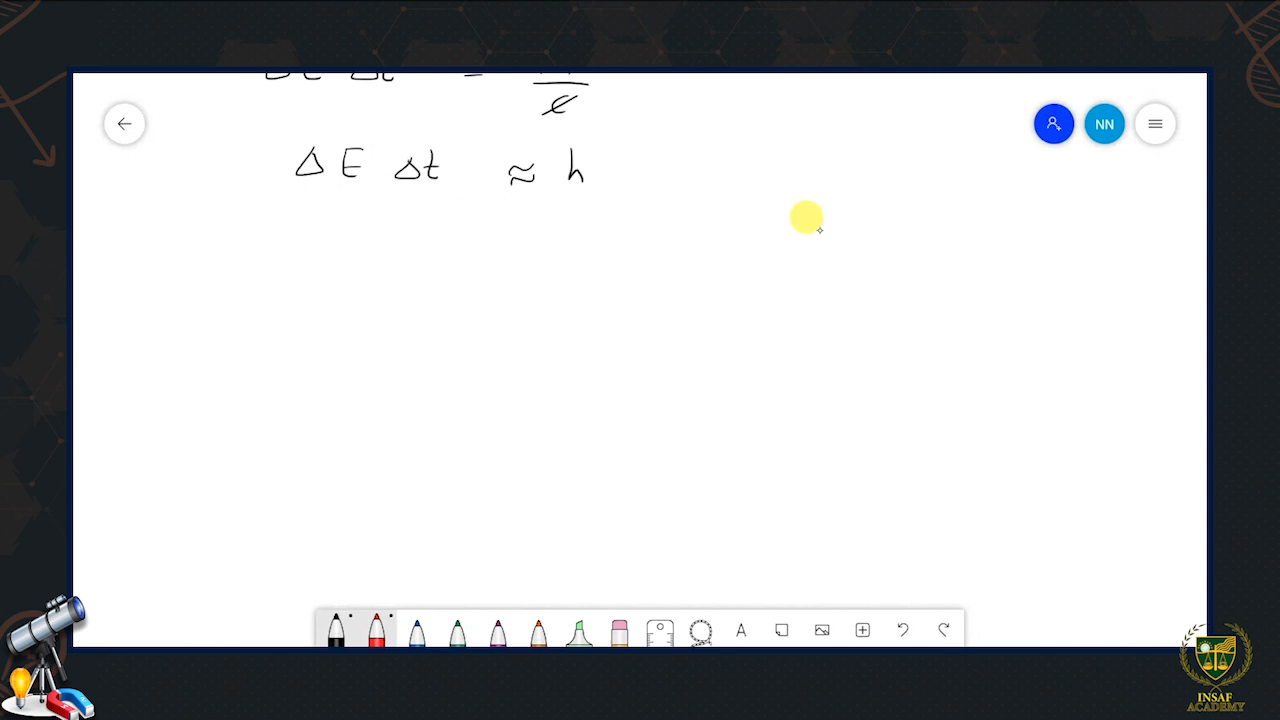 ΔE Δt ≈ h
NN
A
INSAF
ACADEMY